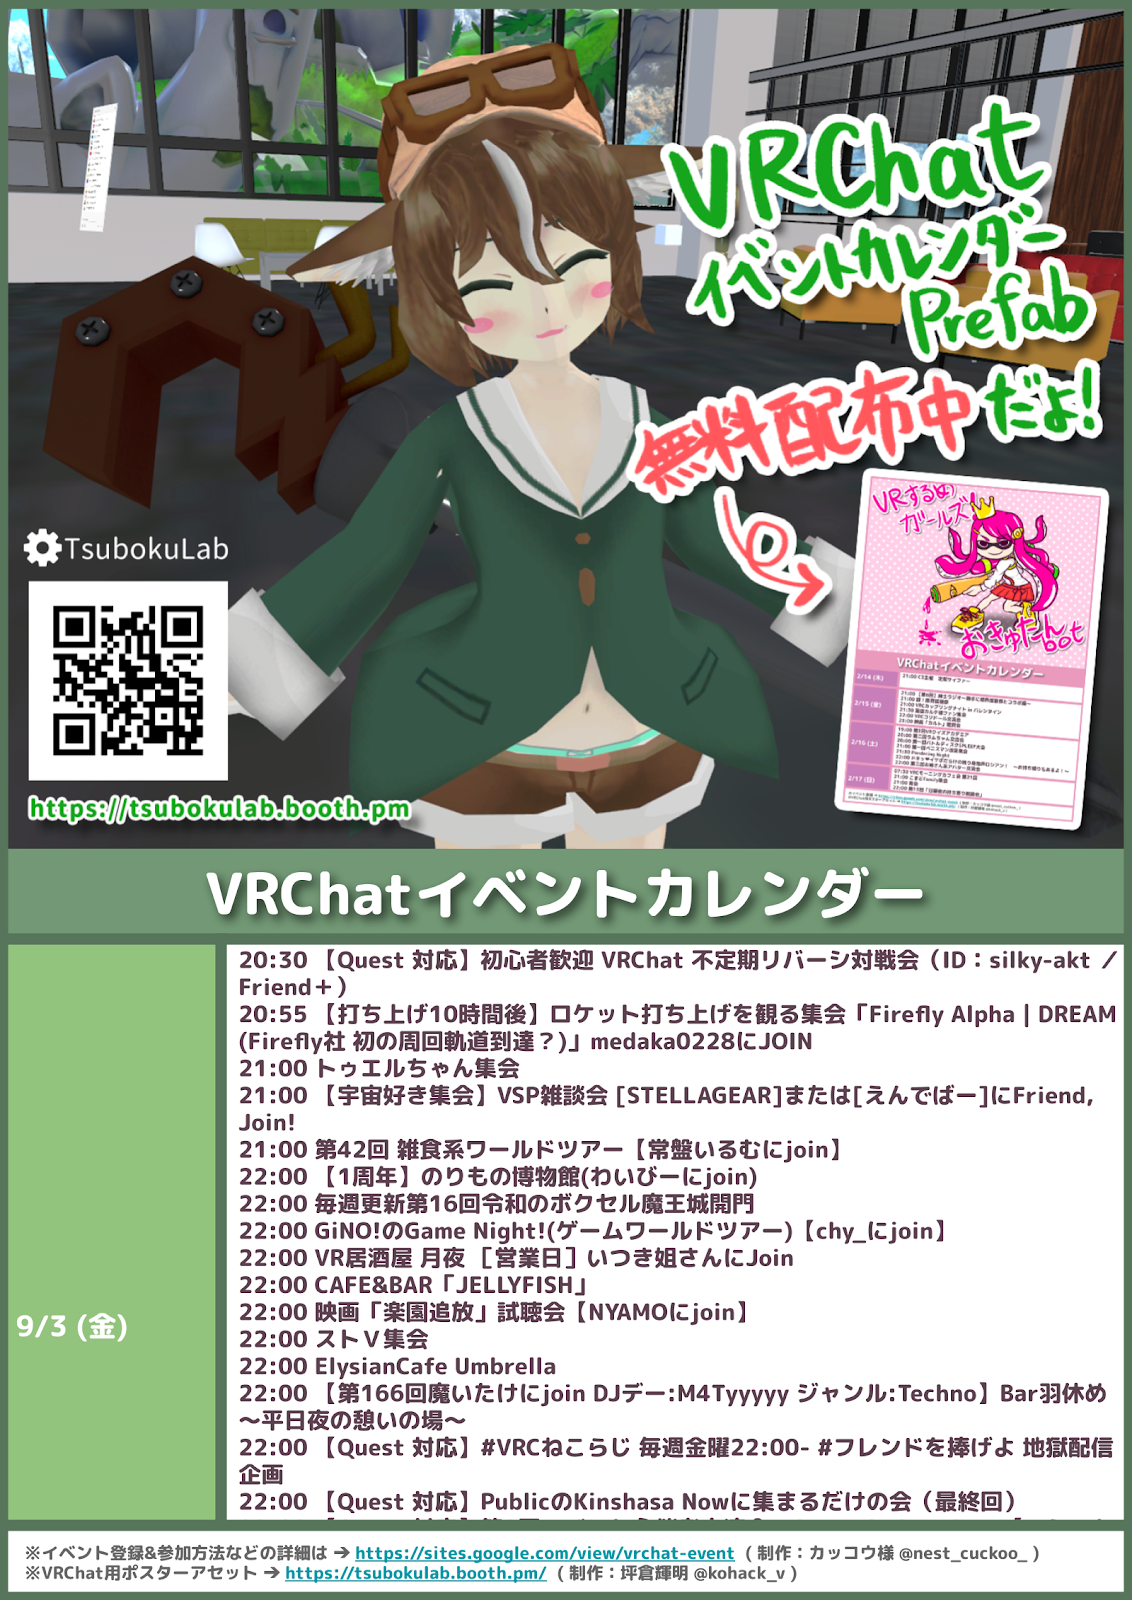 VRChat
イベントカレンダー
Prefab
無料配布中だよ!
VRするめ
ガールズ
おきゅたん
bot
VRChatイベントカレンダー
2/14 (木)
2/15 (金)
2/16 (土)
2/17 (日)
TsubokuLab
https://tsubokulab.booth.pm
VRChatイベントカレンダー
9/3 (金)
20:30 【Quest 対応】初心者歓迎 VRChat 不定期リバーシ対戦会（ID：silky-akt ／
Friend＋）
20:55 【打ち上げ10時間後】ロケット打ち上げを観る集会「Firefly Alpha | DREAM
(Firefly社 初の周回軌道到達？)」medaka0228にJOIN
21:00 トゥエルちゃん集会
21:00 【宇宙好き集会】VSP雑談会 [STELLAGEAR]または[えんでばー]にFriend,
Join!
21:00 第42回 雑食系ワールドツアー【常盤いるむにjoin】
22:00 【1周年】のりもの博物館(わいびーにjoin)
22:00 毎週更新第16回令和のボクセル魔王城開門
22:00 GiNO!のGame Night!(ゲームワールドツアー)【chy_にjoin】
22:00 VR居酒屋 月夜 ［営業日］いつき姐さんにJoin
22:00 CAFE&BAR「JELLYFISH」
22:00 映画「楽園追放」試聴会【NYAMOにjoin】
22:00 ストＶ集会
22:00 ElysianCafe Umbrella
22:00 【第166回魔いたけにjoin DJデー:M4Tyyyyy ジャンル:Techno】Bar羽休め
～平日夜の憩いの場～
22:00 【Quest 対応】#VRCねこらじ 毎週金曜22:00- #フレンドを捧げよ 地獄配信
企画
22:00 【Quest 対応】PublicのKinshasa Nowに集まるだけの会（最終回）
※イベント登録&参加方法などの詳細は ➔ https://sites.google.com/view/vrchat-event （ 制作：カッコウ様 @nest_cuckoo_ ）
※VRChat用ポスターアセット ➔ https://tsubokulab.booth.pm/ （ 制作：坪倉輝明 @kohack_v ）